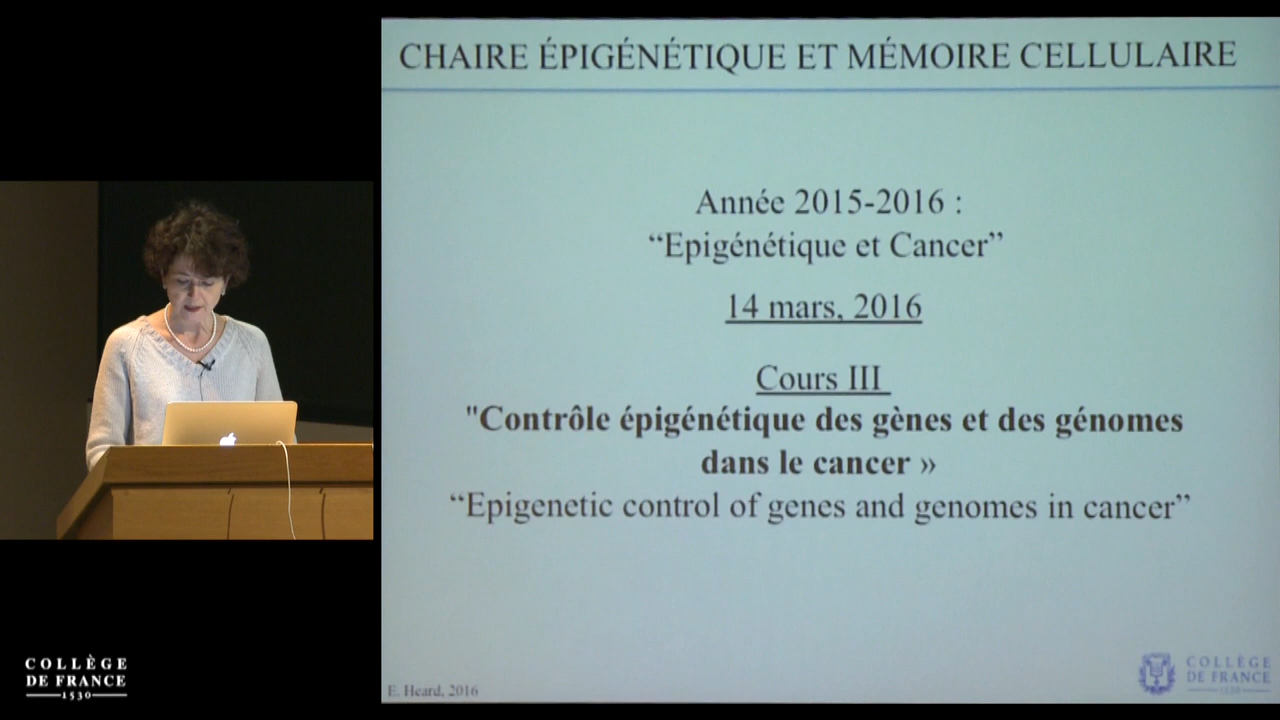 CHAIRE ÉPIGÉNÉTIQUE ET MÉMOIRE CELLULAIRE
Année 2015-2016 :
“Epigénétique et Cancer”
14 mars, 2016
Cours III
"Contrôle épigénétique des gènes et des génomes
dans le cancer »
“Epigenetic control of genes and genomes in cancer”
E. Heard, 2016
COLLÈGE
DE FRANCE
1530
COLLÈGE
DE FRANCE
1530